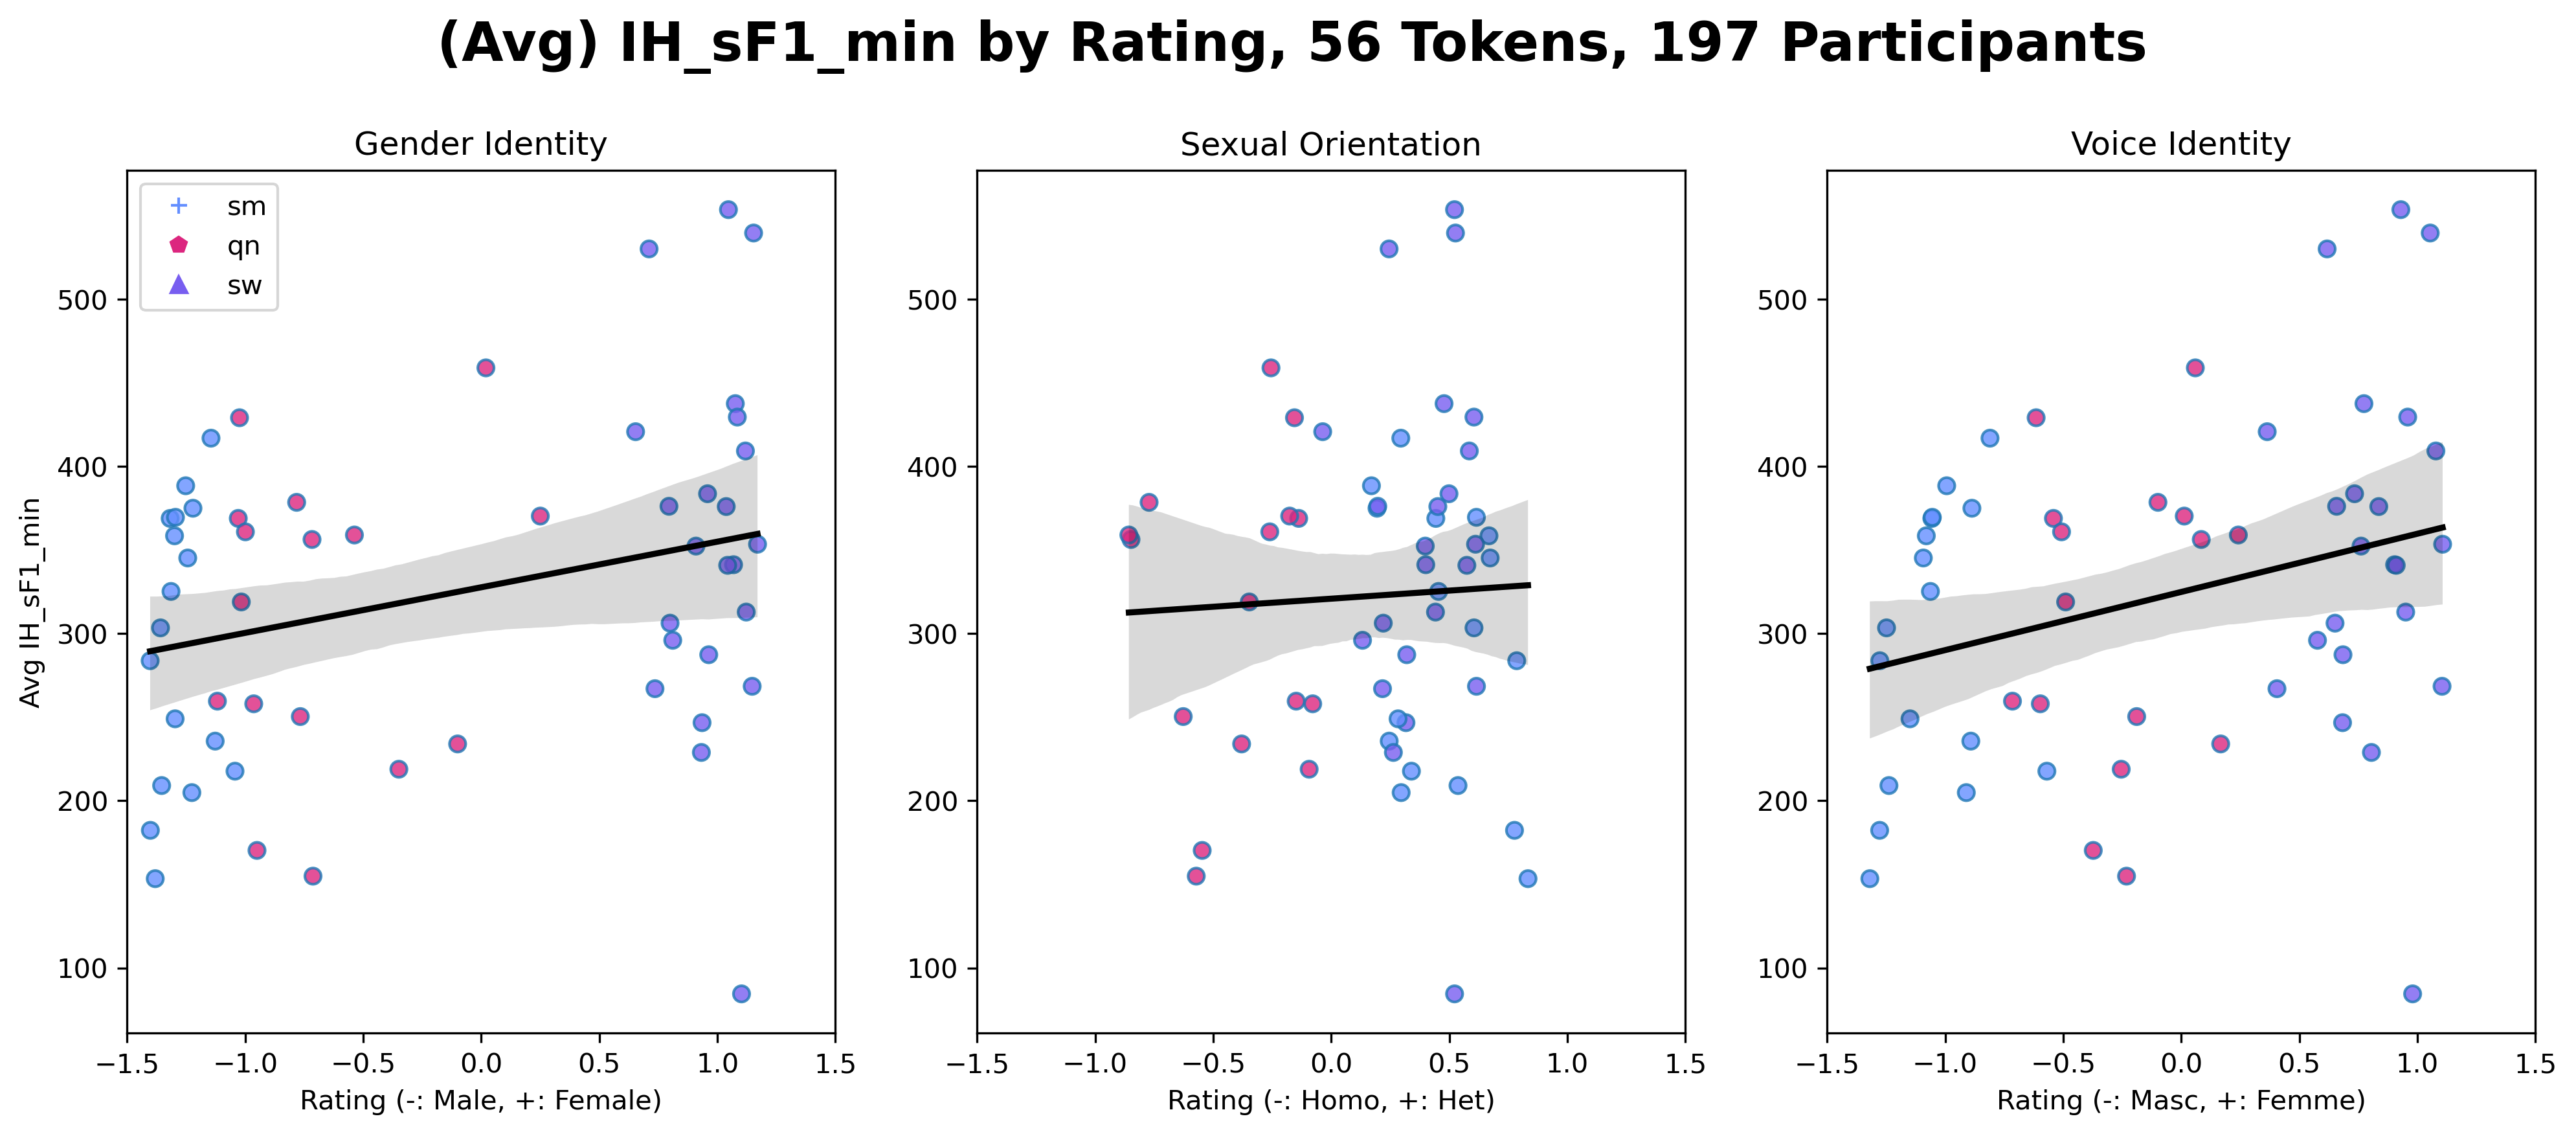 (Avg) IH_sF1_min by Rating, 56 Tokens, 197 Participants
Gender Identity
sm
qn
sw
500
400
300
200
100
Avg IH_sF1_min
−1.5 −1.0 −0.5 0.0 0.5 1.0 1.5
Rating (-: Male, +: Female)
Sexual Orientation
500
400
300
200
100
−1.5 −1.0 −0.5 0.0 0.5 1.0 1.5
Rating (-: Homo, +: Het)
Voice Identity
500
400
300
200
100
−1.5 −1.0 −0.5 0.0 0.5 1.0 1.5
Rating (-: Masc, +: Femme)